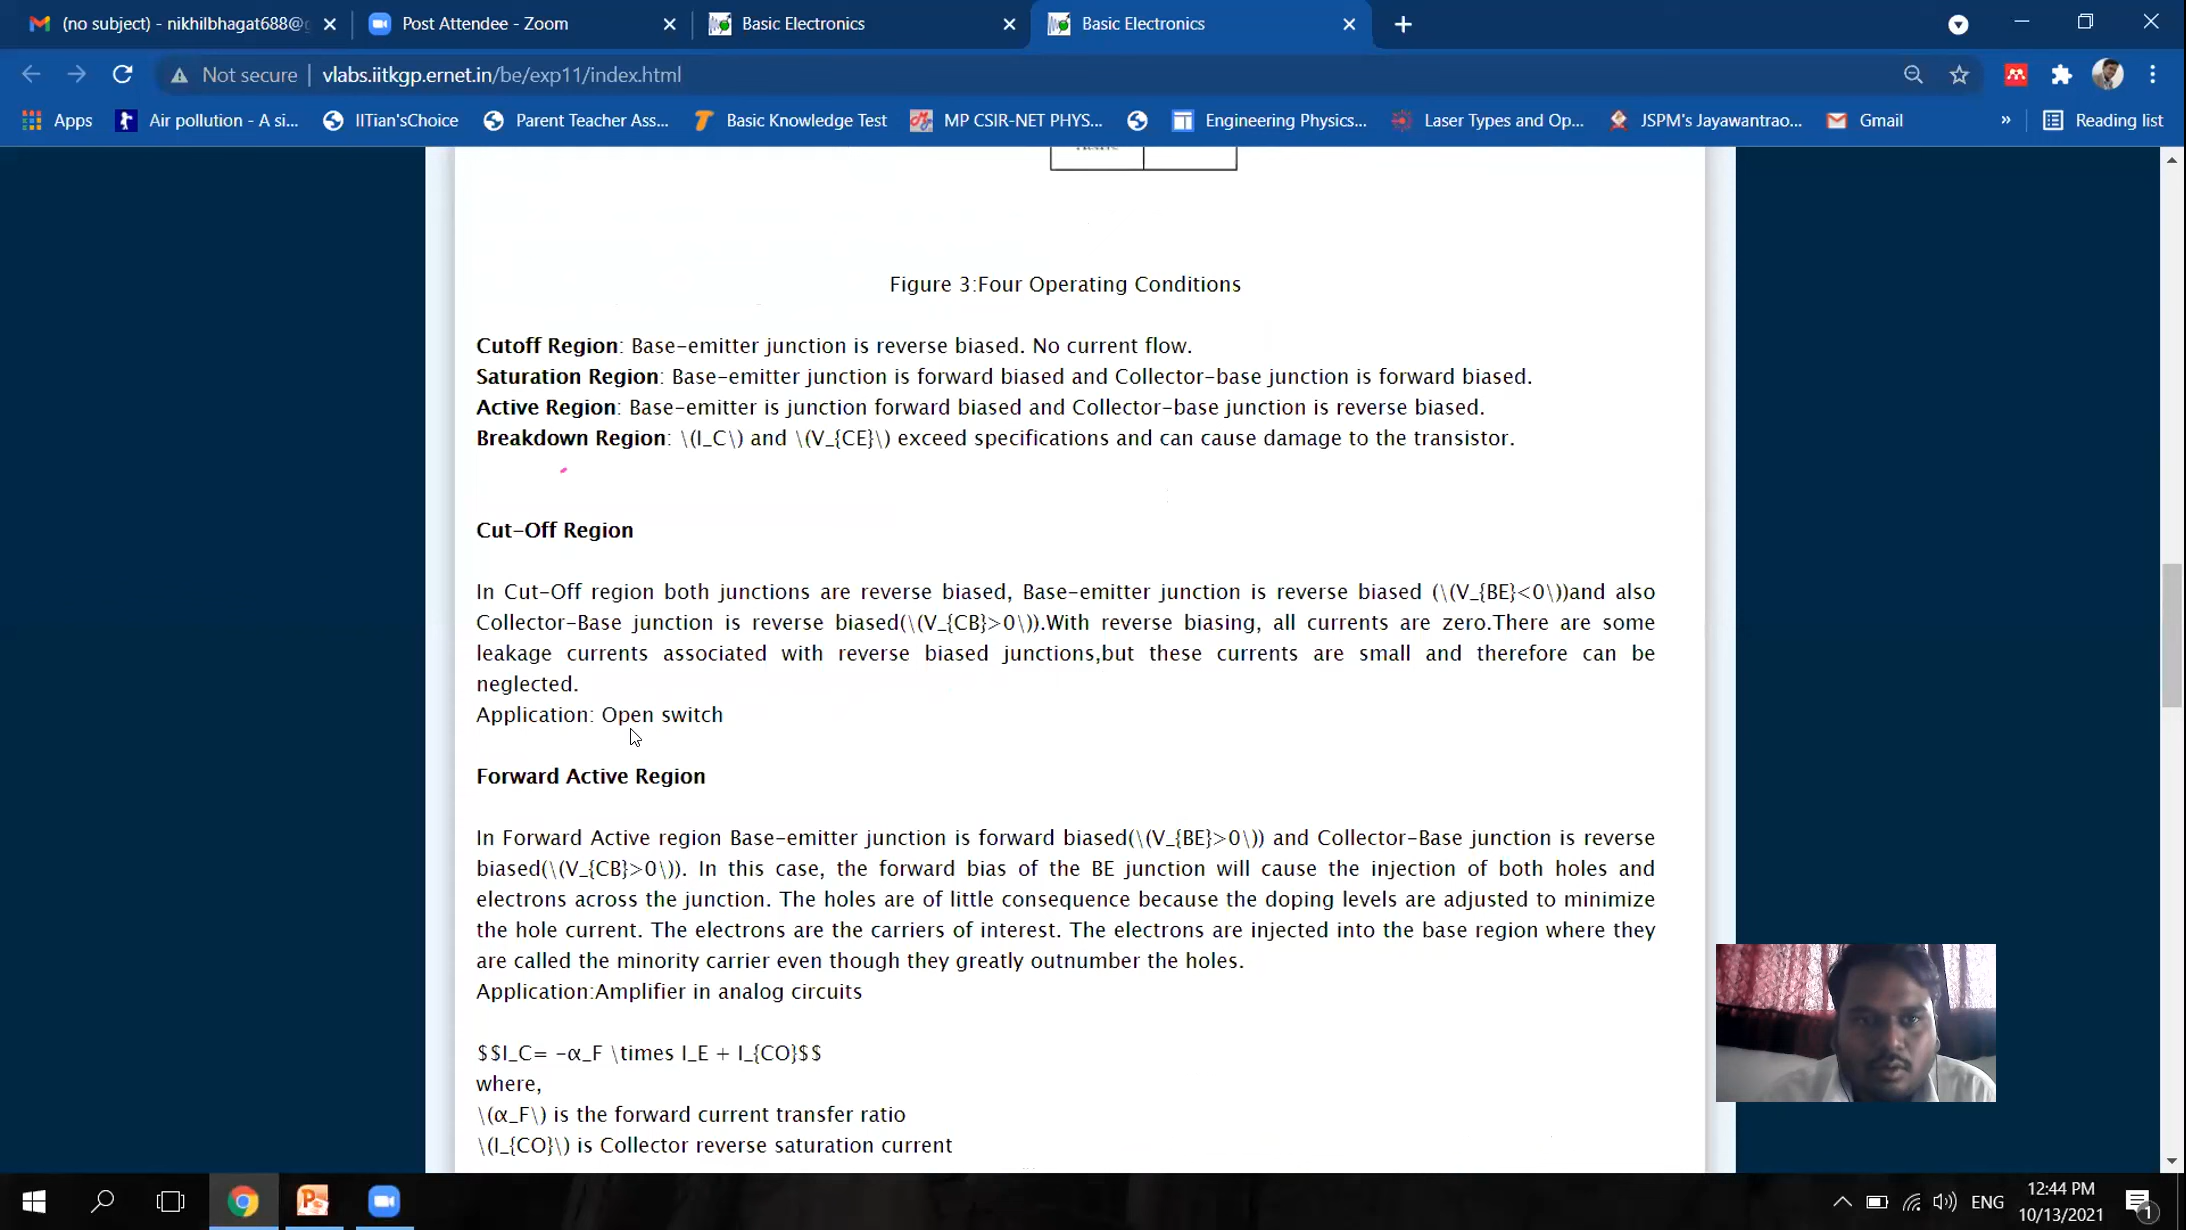 (no subject) - nikhilbhagat688@
Post Attendee - Zoom
Basic Electronics
Basic Electronics
Not secure
vlabs.iitkgp.ernet.in/be/exp11/index.html
Apps
Air pollution - A si...
IITian'sChoice
Parent Teacher Ass...
Basic Knowledge Test
MP CSIR-NET PHYS...
Engineering Physics...
Laser Types and Op...
JSPM's Jayawantrao...
Gmail
»
Reading list
Figure 3:Four Operating Conditions
Cutoff Region: Base-emitter junction is reverse biased. No current flow.
Saturation Region: Base-emitter junction is forward biased and Collector-base junction is forward biased.
Active Region: Base-emitter is junction forward biased and Collector-base junction is reverse biased.
Breakdown Region: \(I_C\) and \(V_{CE}\) exceed specifications and can cause damage to the transistor.
Cut-Off Region
In Cut-Off region both junctions are reverse biased, Base-emitter junction is reverse biased (\(V_{BE}<0\))and also
Collector-Base junction is reverse biased(\(V_{CB}>0\)).With reverse biasing, all currents are zero.There are some
leakage currents associated with reverse biased junctions,but these currents are small and therefore can be
neglected.
Application: Open switch
Forward Active Region
In Forward Active region Base-emitter junction is forward biased(\(V_{BE}>0\)) and Collector-Base junction is reverse
biased(\(V_{CB}>0\)). In this case, the forward bias of the BE junction will cause the injection of both holes and
electrons across the junction. The holes are of little consequence because the doping levels are adjusted to minimize
the hole current. The electrons are the carriers of interest. The electrons are injected into the base region where they
are called the minority carrier even though they greatly outnumber the holes.
Application:Amplifier in analog circuits
$$I_C= -α_F \times I_E + I_{CO}$$
where,
\(α_F\) is the forward current transfer ratio
\(I_{CO}\) is Collector reverse saturation current
ENG
12:44 PM
10/13/2021
1